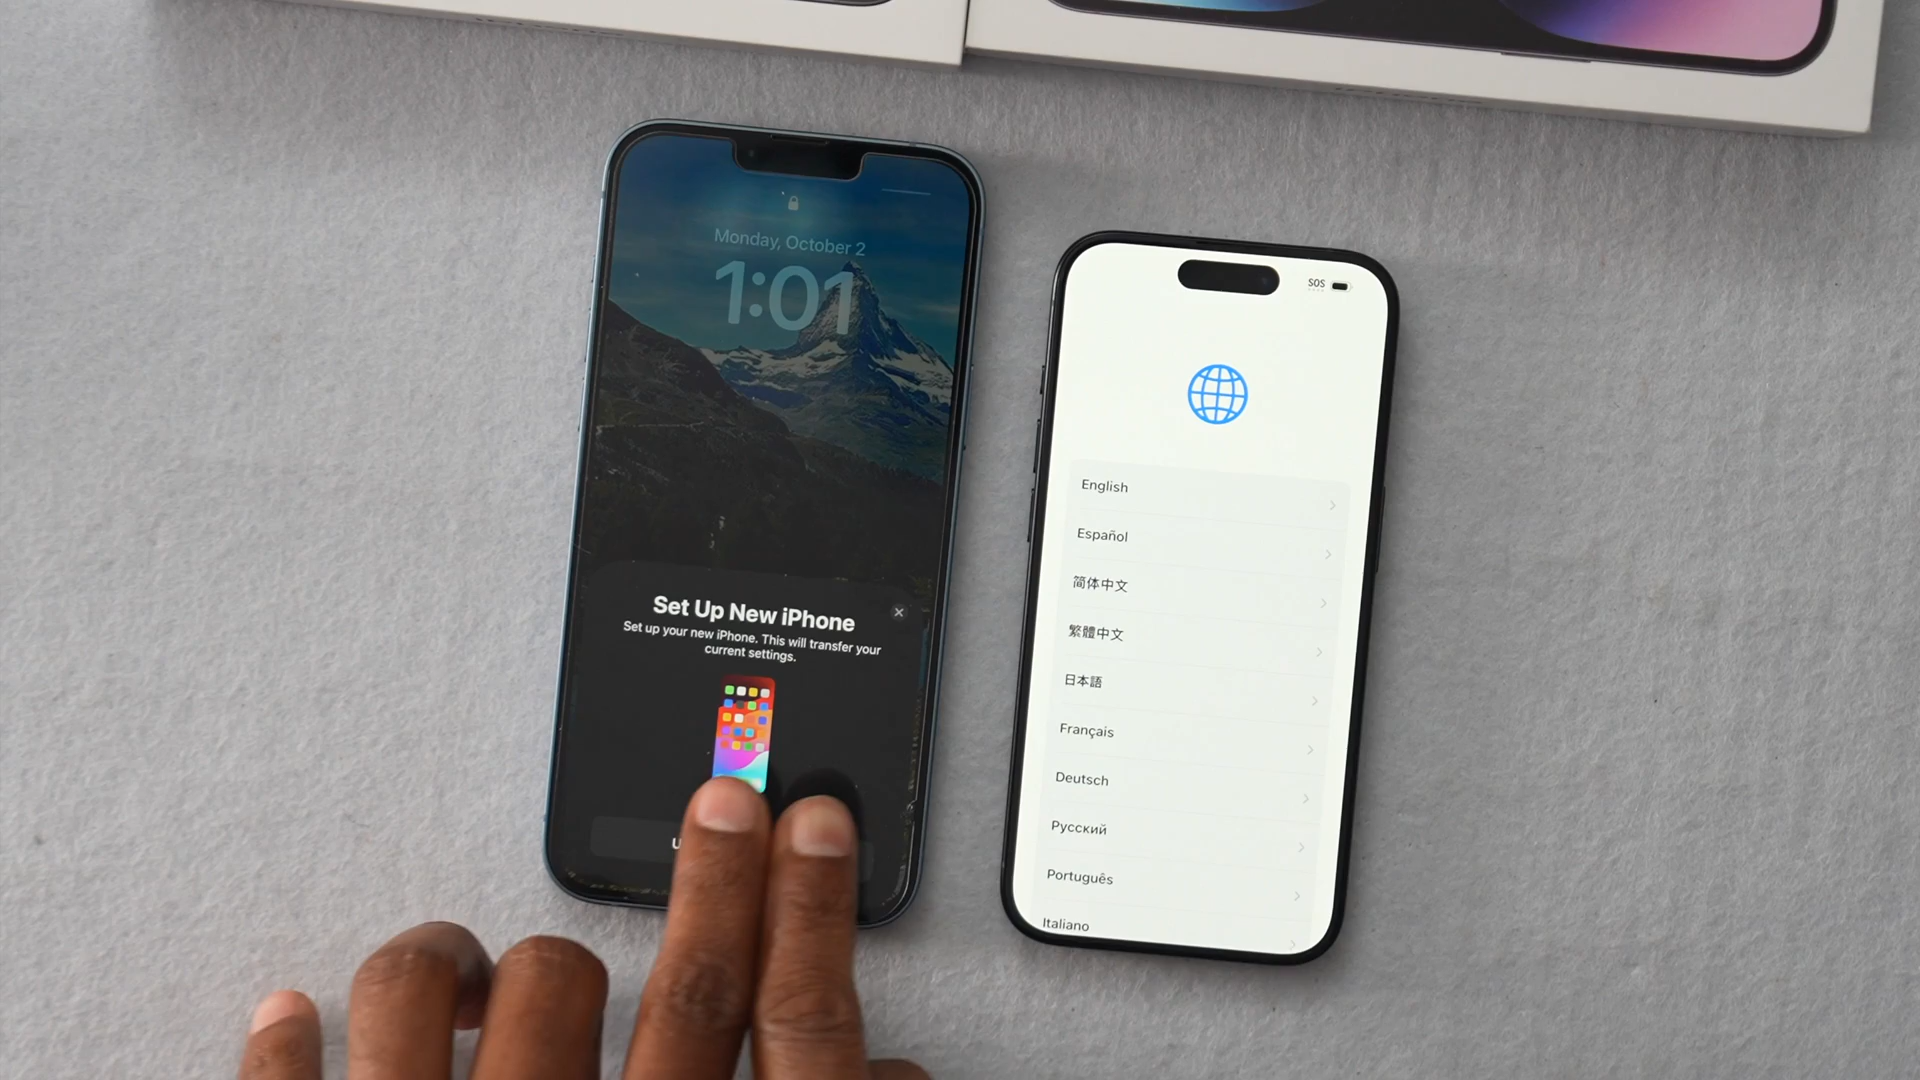 Monday, October 2
1:01
Set Up New iPhone
Set up your new iPhone. This will transfer your
current settings.
SOS
English
Español
简体中文
繁體中文
日本語
Français
Deutsch
Русский
Português
Italiano